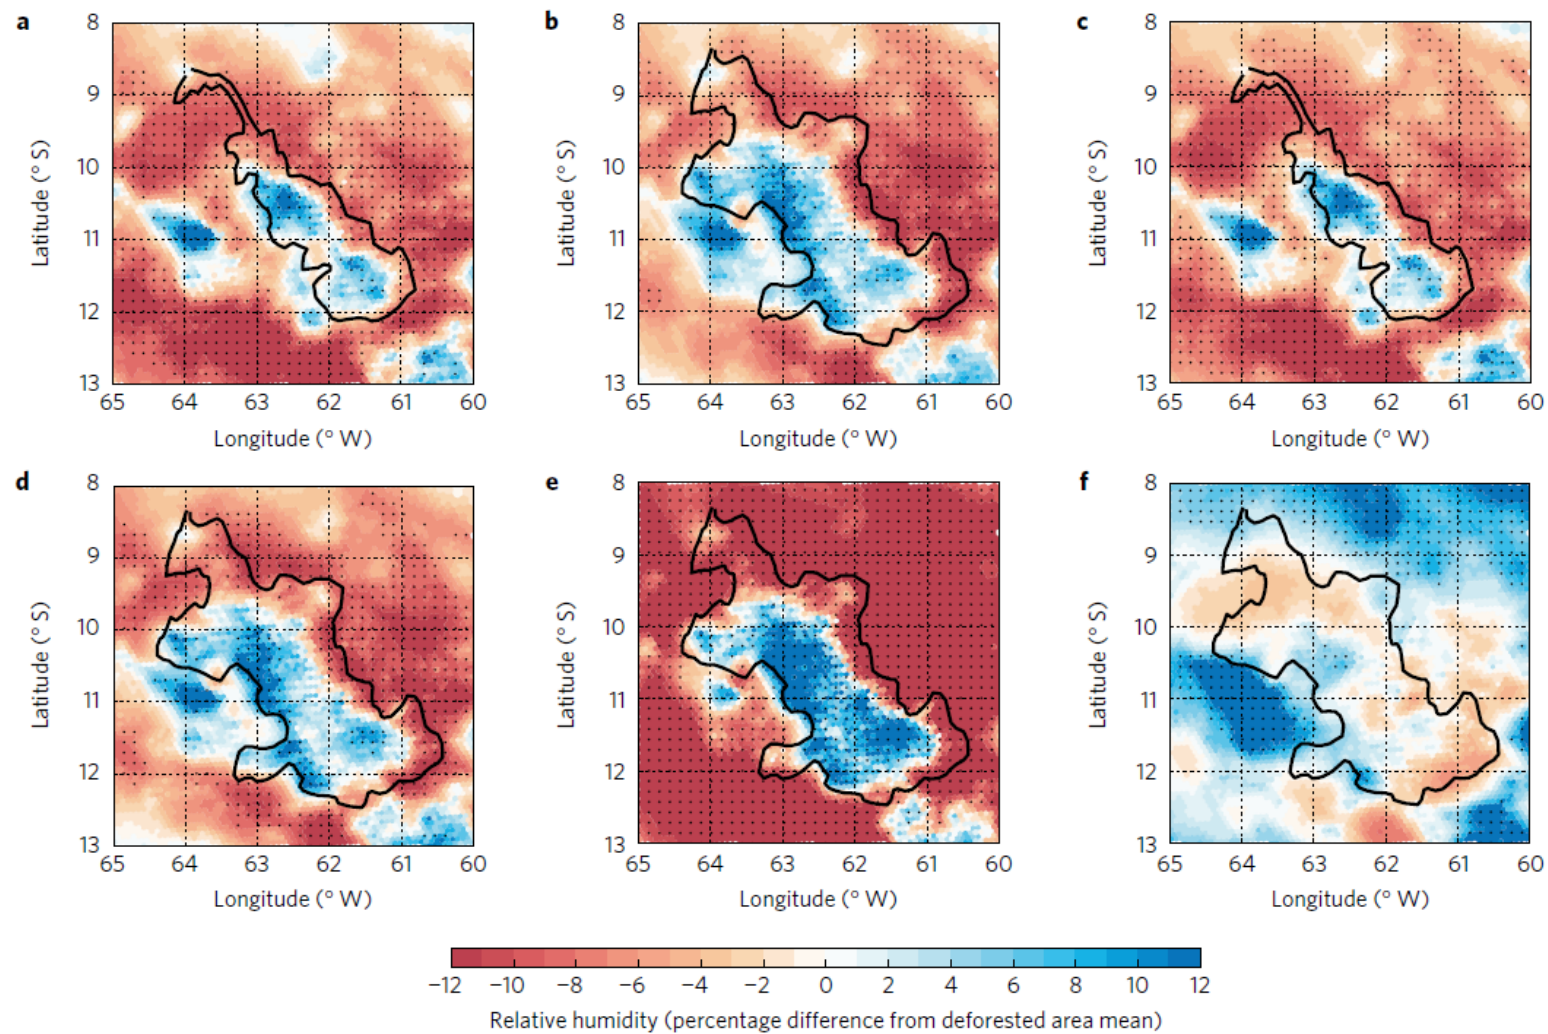 a b c
8 8 8
9 9 9
10 10 10
11 11 11
12 12 12
13 13 13
Latitude (° S) Latitude (° S) Latitude (° S)
65 64 63 62 61 60 65 64 63 62 61 60 65 64 63 62 61 60
Longitude (° W) Longitude (° W) Longitude (° W)
d e f
8 8 8
9 9 9
10 10 10
11 11 11
12 12 12
13 13 13
Latitude (° S) Latitude (° S) Latitude (° S)
65 64 63 62 61 60 65 64 63 62 61 60 65 64 63 62 61 60
Longitude (° W) Longitude (° W) Longitude (° W)
−12 −10 −8 −6 −4 −2 0 2 4 6 8 10 12
Relative humidity (percentage difference from deforested area mean)